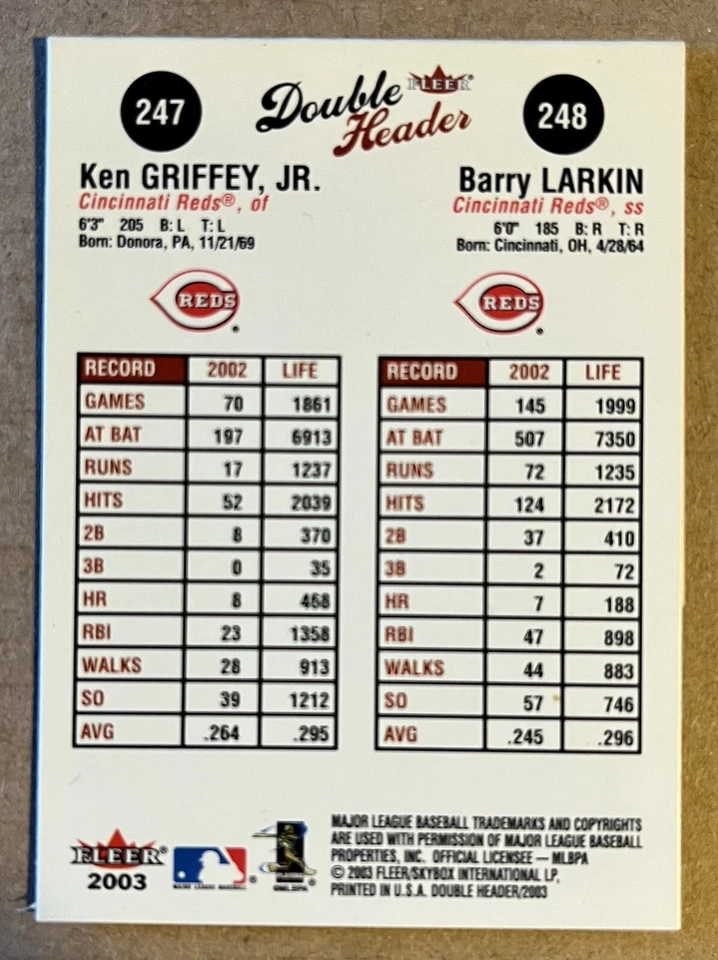 247
Double
FLEER
Header
248
Ken GRIFFEY, JR.
Cincinnati Reds®, of
6'3" 205 B: L T: L
Born: Donora, PA, 11/21/69
Barry LARKIN
Cincinnati Reds®, ss
6'0" 185 B: R T: R
Born: Cincinnati, OH, 4/28/64
REDS
REDS
RECORD 2002 LIFE
GAMES 70 1861
AT BAT 197 6913
RUNS 17 1237
HITS 52 2039
2B 8 370
3B 0 35
HR 8 468
RBI 23 1358
WALKS 28 913
SO 39 1212
AVG .264 .295
RECORD 2002 LIFE
GAMES 145 1999
AT BAT 507 7350
RUNS 72 1235
HITS 124 2172
2B 37 410
3B 2 72
HR 7 188
RBI 47 898
WALKS 44 883
SO 57 746
AVG .245 .296
FLEER®
2003
MAJOR LEAGUE BASEBALL
®
PLAYERS
©MLBPA
MAJOR LEAGUE BASEBALL TRADEMARKS AND COPYRIGHTS
ARE USED WITH PERMISSION OF MAJOR LEAGUE BASEBALL
PROPERTIES, INC. OFFICIAL LICENSEE — MLBPA
© 2003 FLEER/SKYBOX INTERNATIONAL LP,
PRINTED IN U.S.A. DOUBLE HEADER/2003